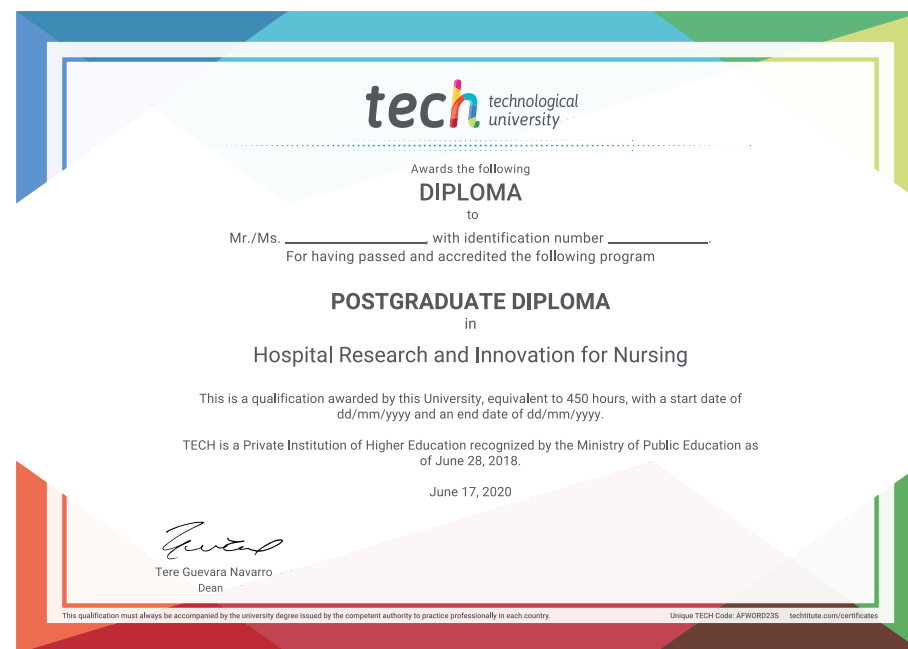 tech technological
university
Awards the following
DIPLOMA
to
Mr./Ms. ____________________, with identification number ______________.
For having passed and accredited the following program
POSTGRADUATE DIPLOMA
in
Hospital Research and Innovation for Nursing
This is a qualification awarded by this University, equivalent to 450 hours, with a start date of
dd/mm/yyyy and an end date of dd/mm/yyyy.
TECH is a Private Institution of Higher Education recognized by the Ministry of Public Education as
of June 28, 2018.
June 17, 2020
Tere Guevara Navarro
Dean
This qualification must always be accompanied by the university degree issued by the competent authority to practice professionally in each country. Unique TECH Code: AFWORD23S techtitute.com/certificates